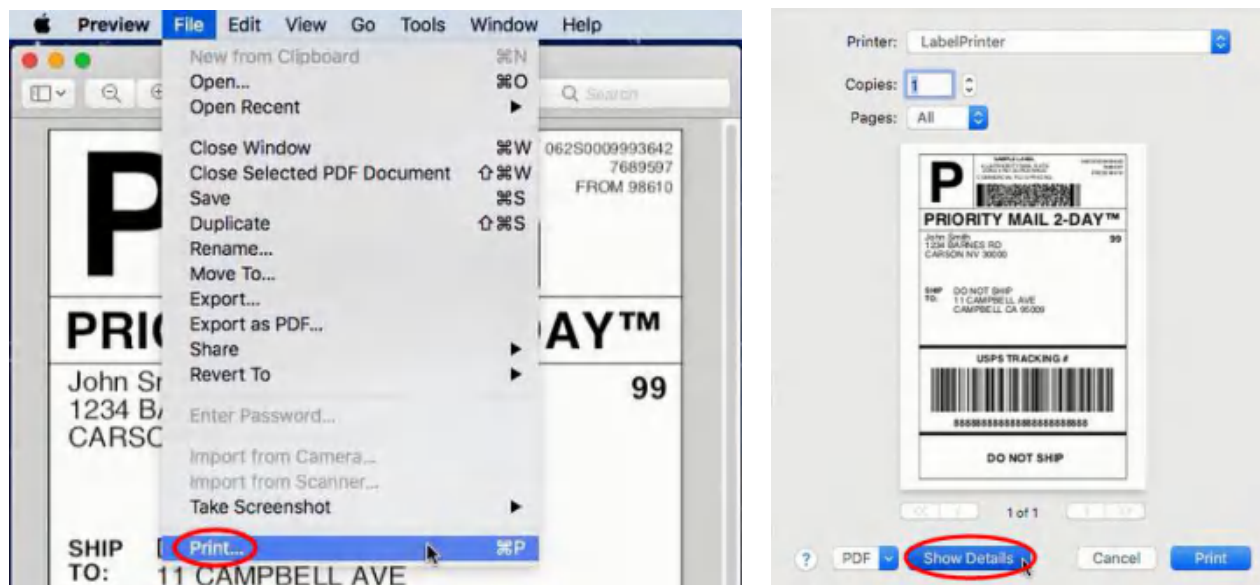 Preview File Edit View Go Tools Window Help
New from Clipboard ⌘N
Open... ⌘O
Open Recent
Close Window ⌘W
Close Selected PDF Document ⇧⌘W
Save ⌘S
Duplicate ⇧⌘S
Rename...
Move To...
Export...
Export as PDF...
Share
Revert To
Enter Password...
Import from Camera...
Import from Scanner...
Take Screenshot
Print... ⌘P
Search
P
062S0009993642
7689597
FROM 98610
PRI AY™
John S
1234 BA
CARSC
99
SHIP
TO: 11 CAMPBELL AVE
Printer: LabelPrinter
Copies: 1
Pages: All
P
SAMPLE LABEL
PRIORITY MAIL 2-DAY™
John Smith
1234 BARNES RD
CARSON NV 30000
99
SHIP DO NOT SHIP
TO: 11 CAMPBELL AVE
CAMPBELL CA 95009
USPS TRACKING #
DO NOT SHIP
1 of 1
? PDF Show Details Cancel Print